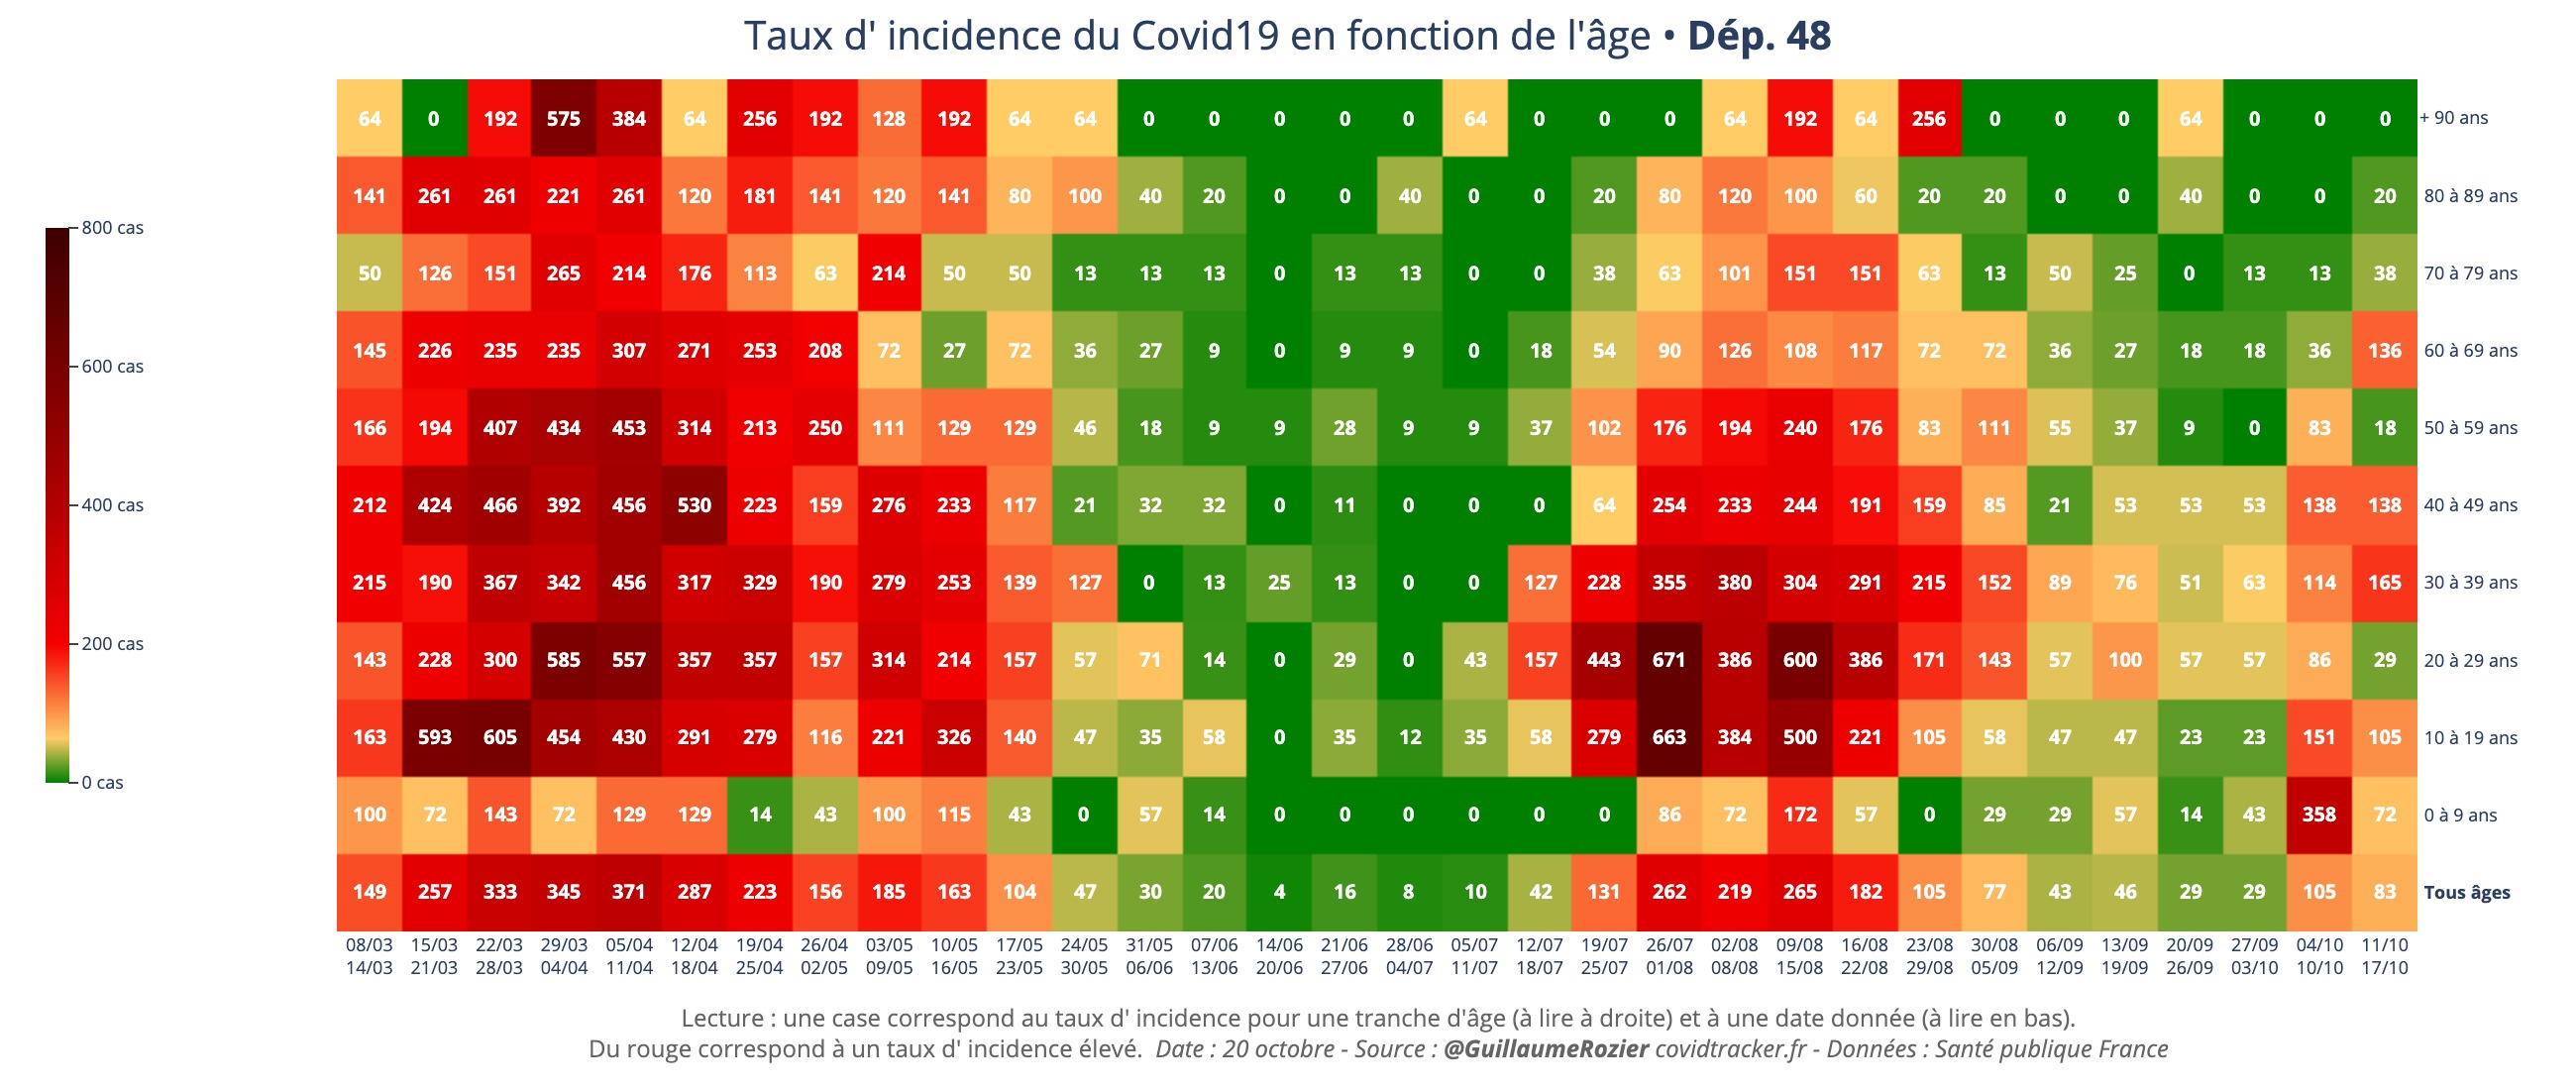 Taux d' incidence du Covid19 en fonction de l'âge • Dép. 48
800 cas
600 cas
400 cas
200 cas
0 cas
64 0 192 575 384 64 256 192 128 192 64 64 0 0 0 0 0 64 0 0 0 64 192 64 256 0 0 0 64 0 0 0 + 90 ans
141 261 261 221 261 120 181 141 120 141 80 100 40 20 0 0 40 0 0 20 80 120 100 60 20 20 0 0 40 0 0 20 80 à 89 ans
50 126 151 265 214 176 113 63 214 50 50 13 13 13 0 13 13 0 0 38 63 101 151 151 63 13 50 25 0 13 13 38 70 à 79 ans
145 226 235 235 307 271 253 208 72 27 72 36 27 9 0 9 9 0 18 54 90 126 108 117 72 72 36 27 18 18 36 136 60 à 69 ans
166 194 407 434 453 314 213 250 111 129 129 46 18 9 9 28 9 9 37 102 176 194 240 176 83 111 55 37 9 0 83 18 50 à 59 ans
212 424 466 392 456 530 223 159 276 233 117 21 32 32 0 11 0 0 0 64 254 233 244 191 159 85 21 53 53 53 138 138 40 à 49 ans
215 190 367 342 456 317 329 190 279 253 139 127 0 13 25 13 0 0 127 228 355 380 304 291 215 152 89 76 51 63 114 165 30 à 39 ans
143 228 300 585 557 357 357 157 314 214 157 57 71 14 0 29 0 43 157 443 671 386 600 386 171 143 57 100 57 57 86 29 20 à 29 ans
163 593 605 454 430 291 279 116 221 326 140 47 35 58 0 35 12 35 58 279 663 384 500 221 105 58 47 47 23 23 151 105 10 à 19 ans
100 72 143 72 129 129 14 43 100 115 43 0 57 14 0 0 0 0 0 0 86 72 172 57 0 29 29 57 14 43 358 72 0 à 9 ans
149 257 333 345 371 287 223 156 185 163 104 47 30 20 4 16 8 10 42 131 262 219 265 182 105 77 43 46 29 29 105 83 Tous âges
08/03 15/03 22/03 29/03 05/04 12/04 19/04 26/04 03/05 10/05 17/05 24/05 31/05 07/06 14/06 21/06 28/06 05/07 12/07 19/07 26/07 02/08 09/08 16/08 23/08 30/08 06/09 13/09 20/09 27/09 04/10 11/10
14/03 21/03 28/03 04/04 11/04 18/04 25/04 02/05 09/05 16/05 23/05 30/05 06/06 13/06 20/06 27/06 04/07 11/07 18/07 25/07 01/08 08/08 15/08 22/08 29/08 05/09 12/09 19/09 26/09 03/10 10/10 17/10
Lecture : une case correspond au taux d' incidence pour une tranche d'âge (à lire à droite) et à une date donnée (à lire en bas).
Du rouge correspond à un taux d' incidence élevé. Date : 20 octobre - Source : @GuillaumeRozier covidtracker.fr - Données : Santé publique France